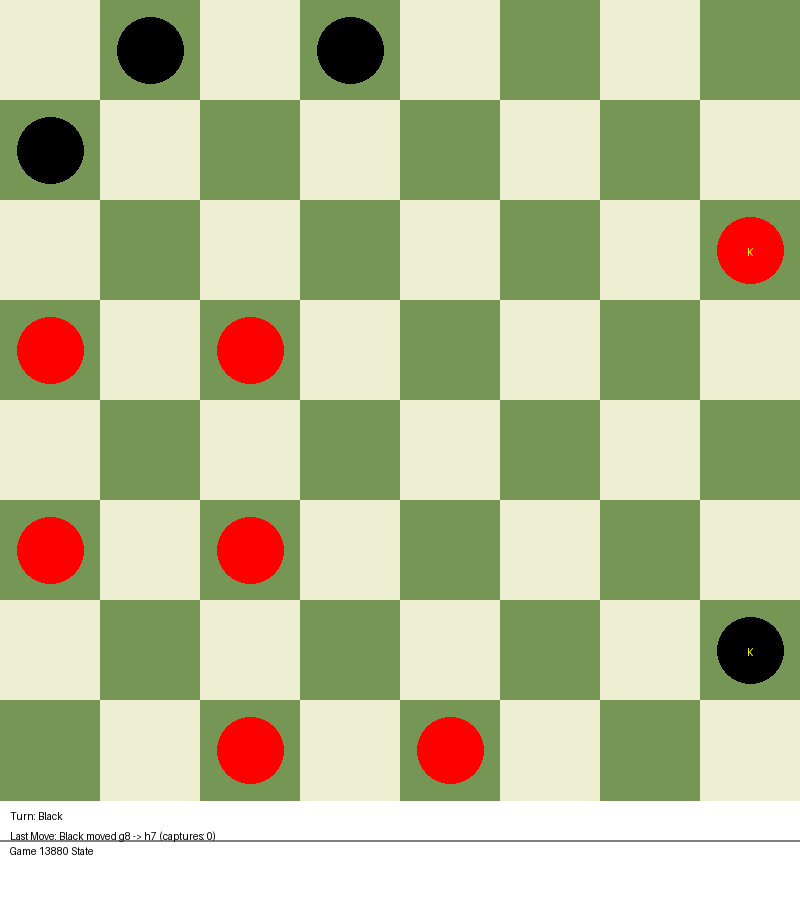 K
K
Turn: Black
Last Move: Black moved g8 -> h7 (captures: 0)
Game 13880 State